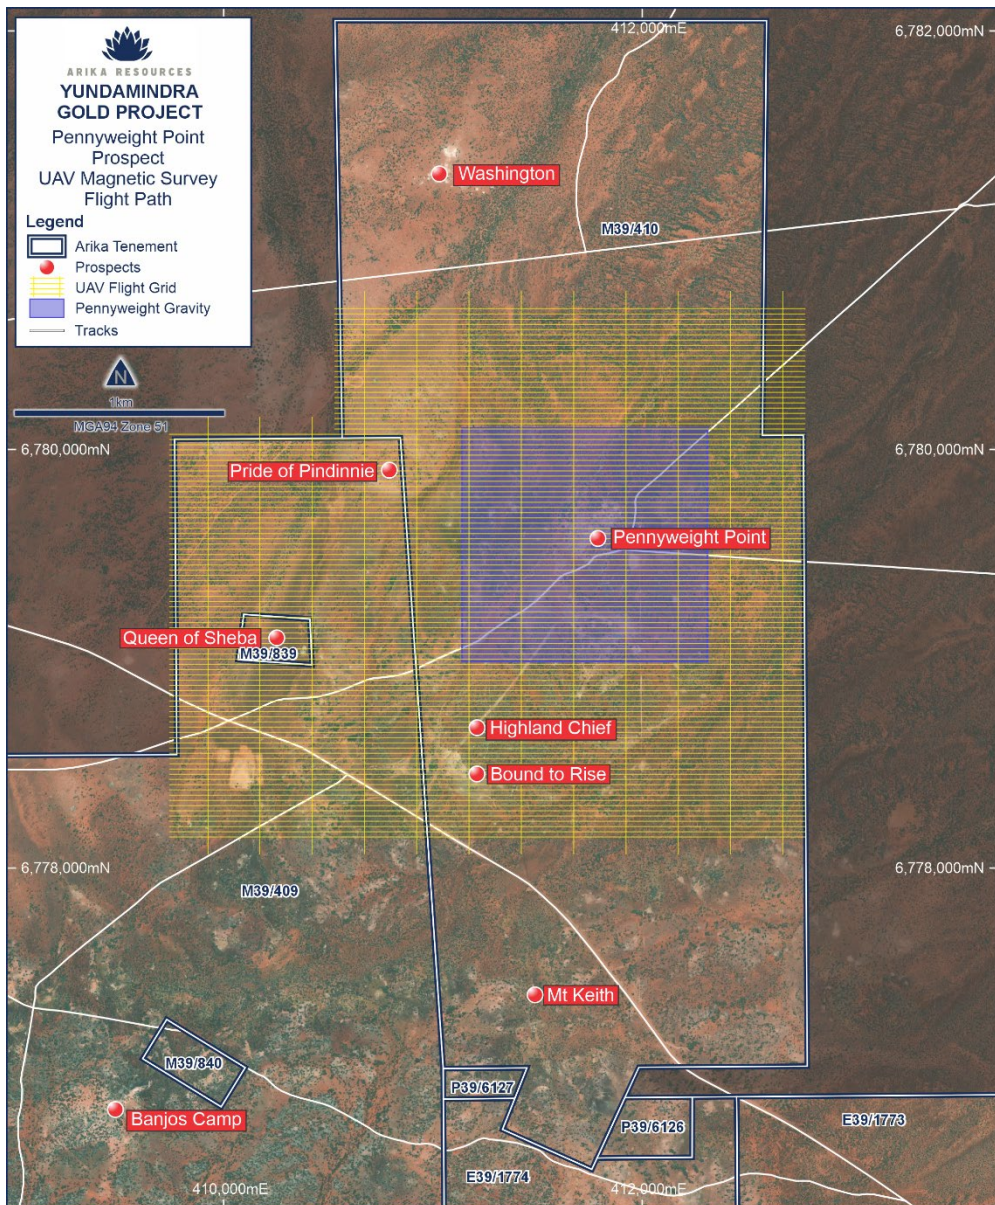 ARIKA RESOURCES
YUNDAMINDRA
GOLD PROJECT
Pennyweight Point
Prospect
UAV Magnetic Survey
Flight Path
Legend
Arika Tenement
Prospects
UAV Flight Grid
Pennyweight Gravity
Tracks
N
1km
MGA94 Zone 51
412,000mE
6,782,000mN
Washington
M39/410
6,780,000mN
6,780,000mN
Pride of Pindinnie
Pennyweight Point
Queen of Sheba
M39/839
Highland Chief
Bound to Rise
6,778,000mN
6,778,000mN
M39/409
Mt Keith
M39/840
P39/6127
Banjos Camp
P39/6126
E39/1773
E39/1774
410,000mE
412,000mE